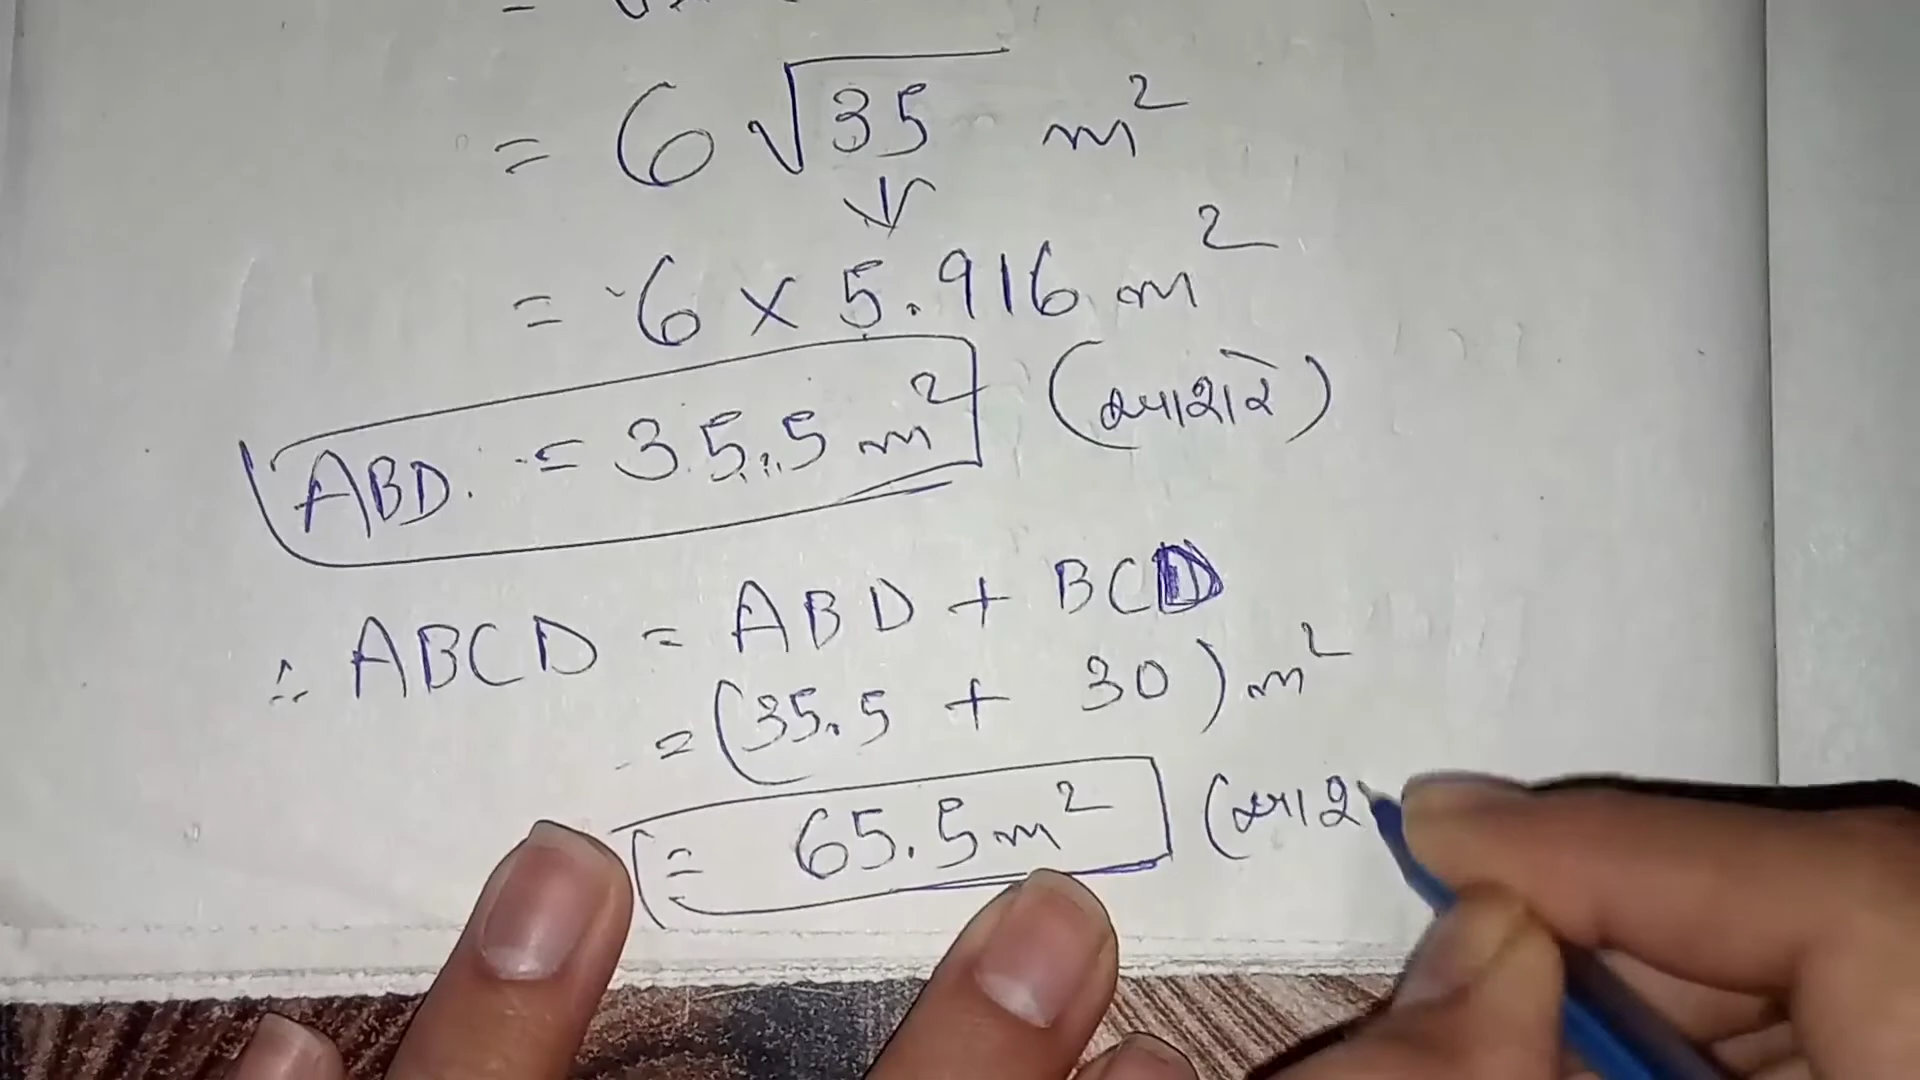 = 6 √35 m²
= 6 × 5.916 m²
ABD. = 35.5 m² (આશરે)
∴ ABCD = ABD + BCD
= (35.5 + 30) m²
= 65.5 m² (આશ